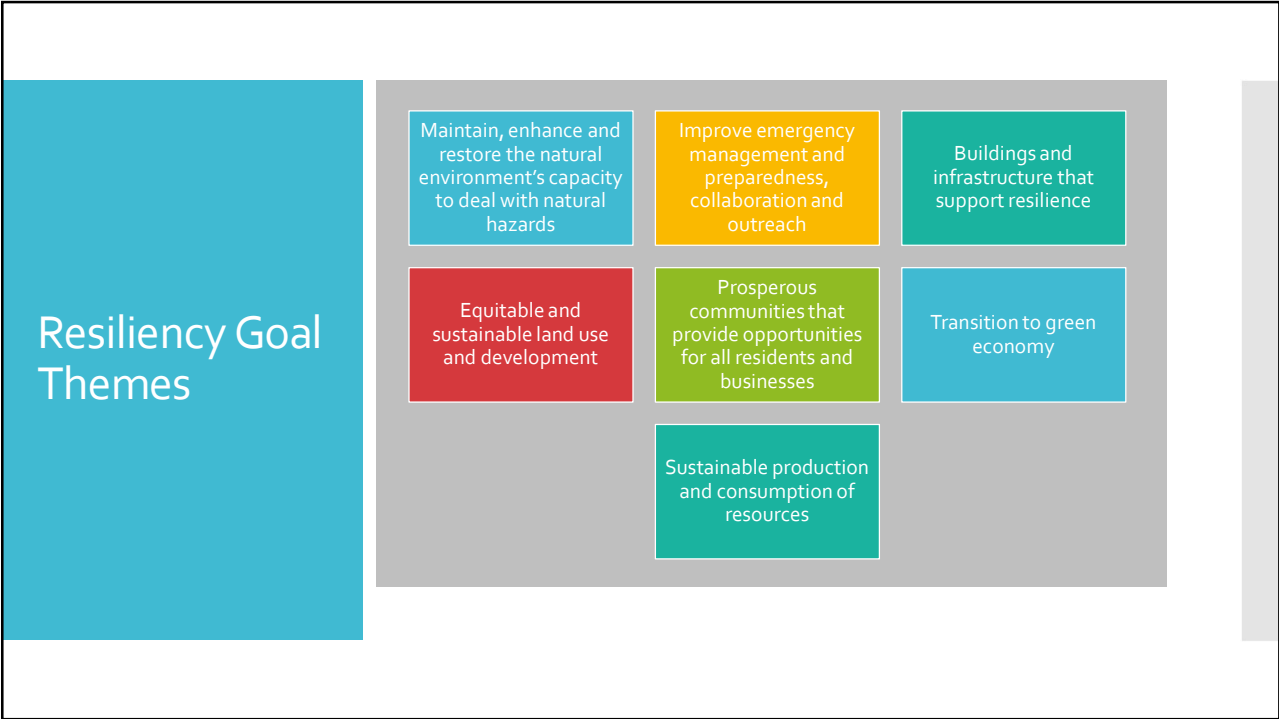 Resiliency Goal
Themes
Maintain, enhance and
restore the natural
environment’s capacity
to deal with natural
hazards
Improve emergency
management and
preparedness,
collaboration and
outreach
Buildings and
infrastructure that
support resilience
Equitable and
sustainable land use
and development
Prosperous
communities that
provide opportunities
for all residents and
businesses
Transition to green
economy
Sustainable production
and consumption of
resources